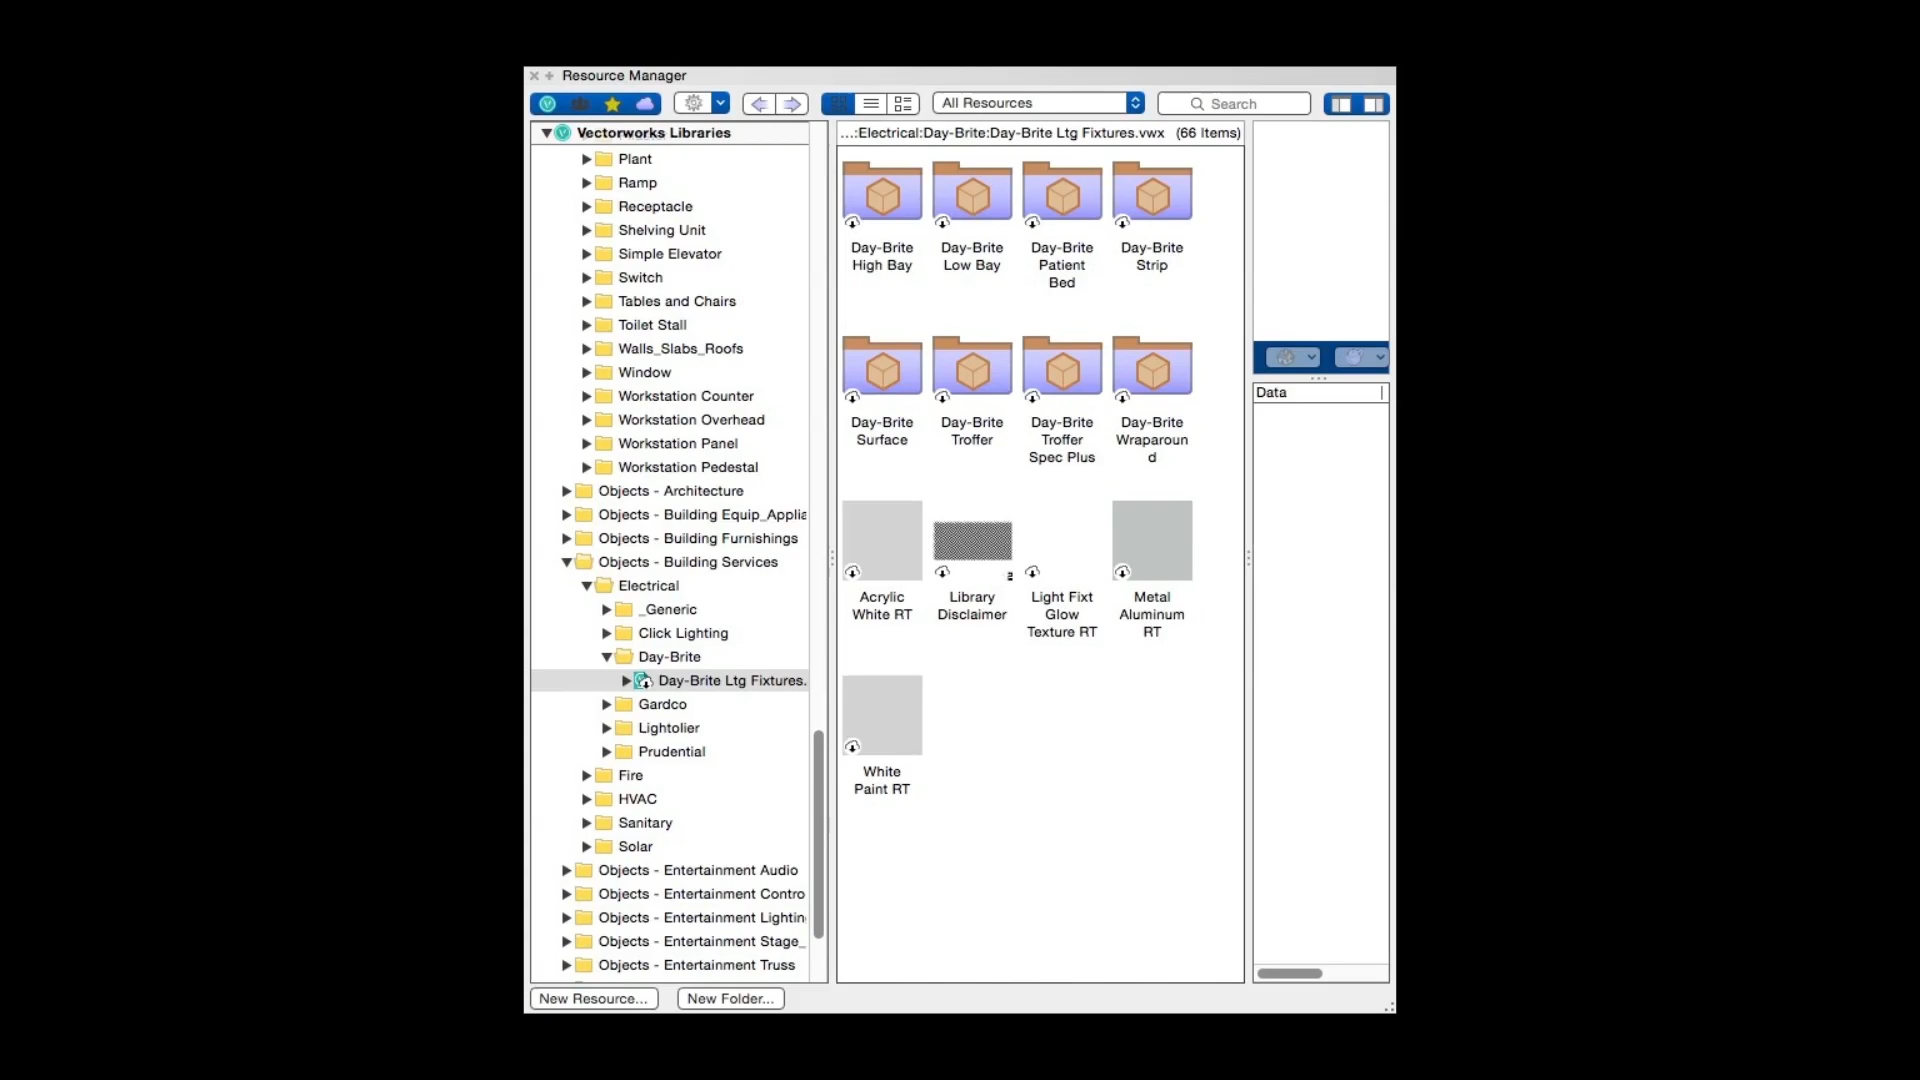 Resource Manager
All Resources
Search
Vectorworks Libraries
Plant
Ramp
Receptacle
Shelving Unit
Simple Elevator
Switch
Tables and Chairs
Toilet Stall
Walls_Slabs_Roofs
Window
Workstation Counter
Workstation Overhead
Workstation Panel
Workstation Pedestal
Objects - Architecture
Objects - Building Equip_Applia
Objects - Building Furnishings
Objects - Building Services
Electrical
_Generic
Click Lighting
Day-Brite
Day-Brite Ltg Fixtures.
Gardco
Lightolier
Prudential
Fire
HVAC
Sanitary
Solar
Objects - Entertainment Audio
Objects - Entertainment Contro
Objects - Entertainment Lightin
Objects - Entertainment Stage_
Objects - Entertainment Truss
...:Electrical:Day-Brite:Day-Brite Ltg Fixtures.vwx (66 Items)
Day-Brite
High Bay
Day-Brite
Low Bay
Day-Brite
Patient
Bed
Day-Brite
Strip
Day-Brite
Surface
Day-Brite
Troffer
Day-Brite
Troffer
Spec Plus
Day-Brite
Wraparoun
d
Acrylic
White RT
Library
Disclaimer
Light Fixt
Glow
Texture RT
Metal
Aluminum
RT
White
Paint RT
Data
New Resource...
New Folder...